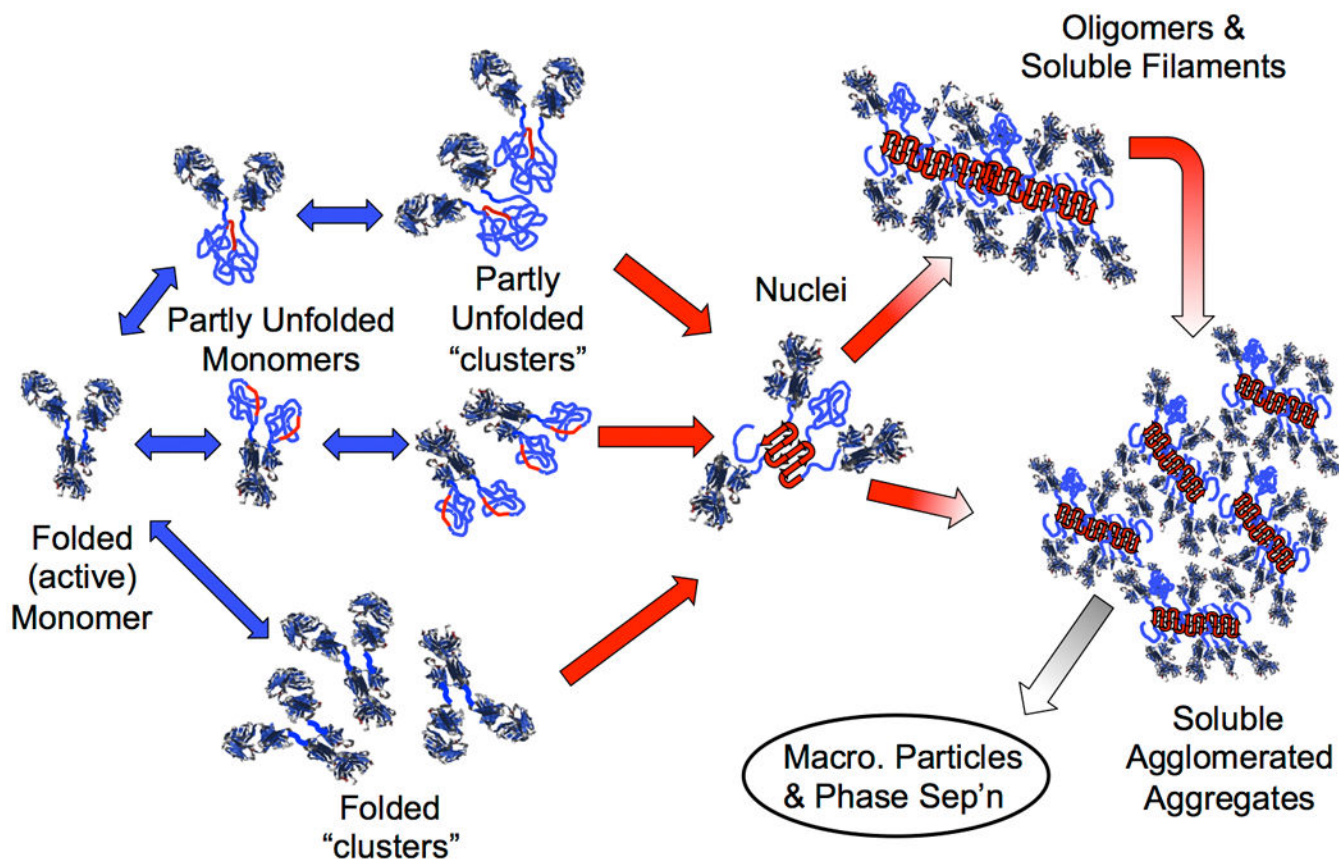 Oligomers &
Soluble Filaments
Partly
Unfolded
“clusters”
Nuclei
Partly Unfolded
Monomers
Folded
(active)
Monomer
Folded
“clusters”
Macro. Particles
& Phase Sep’n
Soluble
Agglomerated
Aggregates